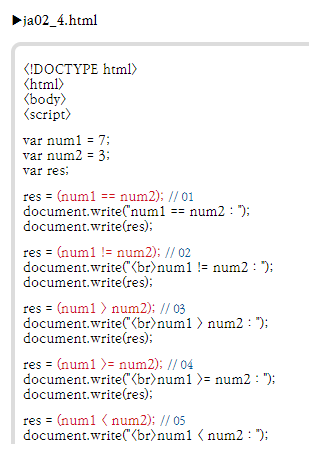 ▶ja02_4.html
<!DOCTYPE html>
<html>
<body>
<script>
var num1 = 7;
var num2 = 3;
var res;
res = (num1 == num2); // 01
document.write("num1 == num2 : ");
document.write(res);
res = (num1 != num2); // 02
document.write("<br>num1 != num2 : ");
document.write(res);
res = (num1 > num2); // 03
document.write("<br>num1 > num2 : ");
document.write(res);
res = (num1 >= num2); // 04
document.write("<br>num1 >= num2 : ");
document.write(res);
res = (num1 < num2); // 05
document.write("<br>num1 < num2 : ");